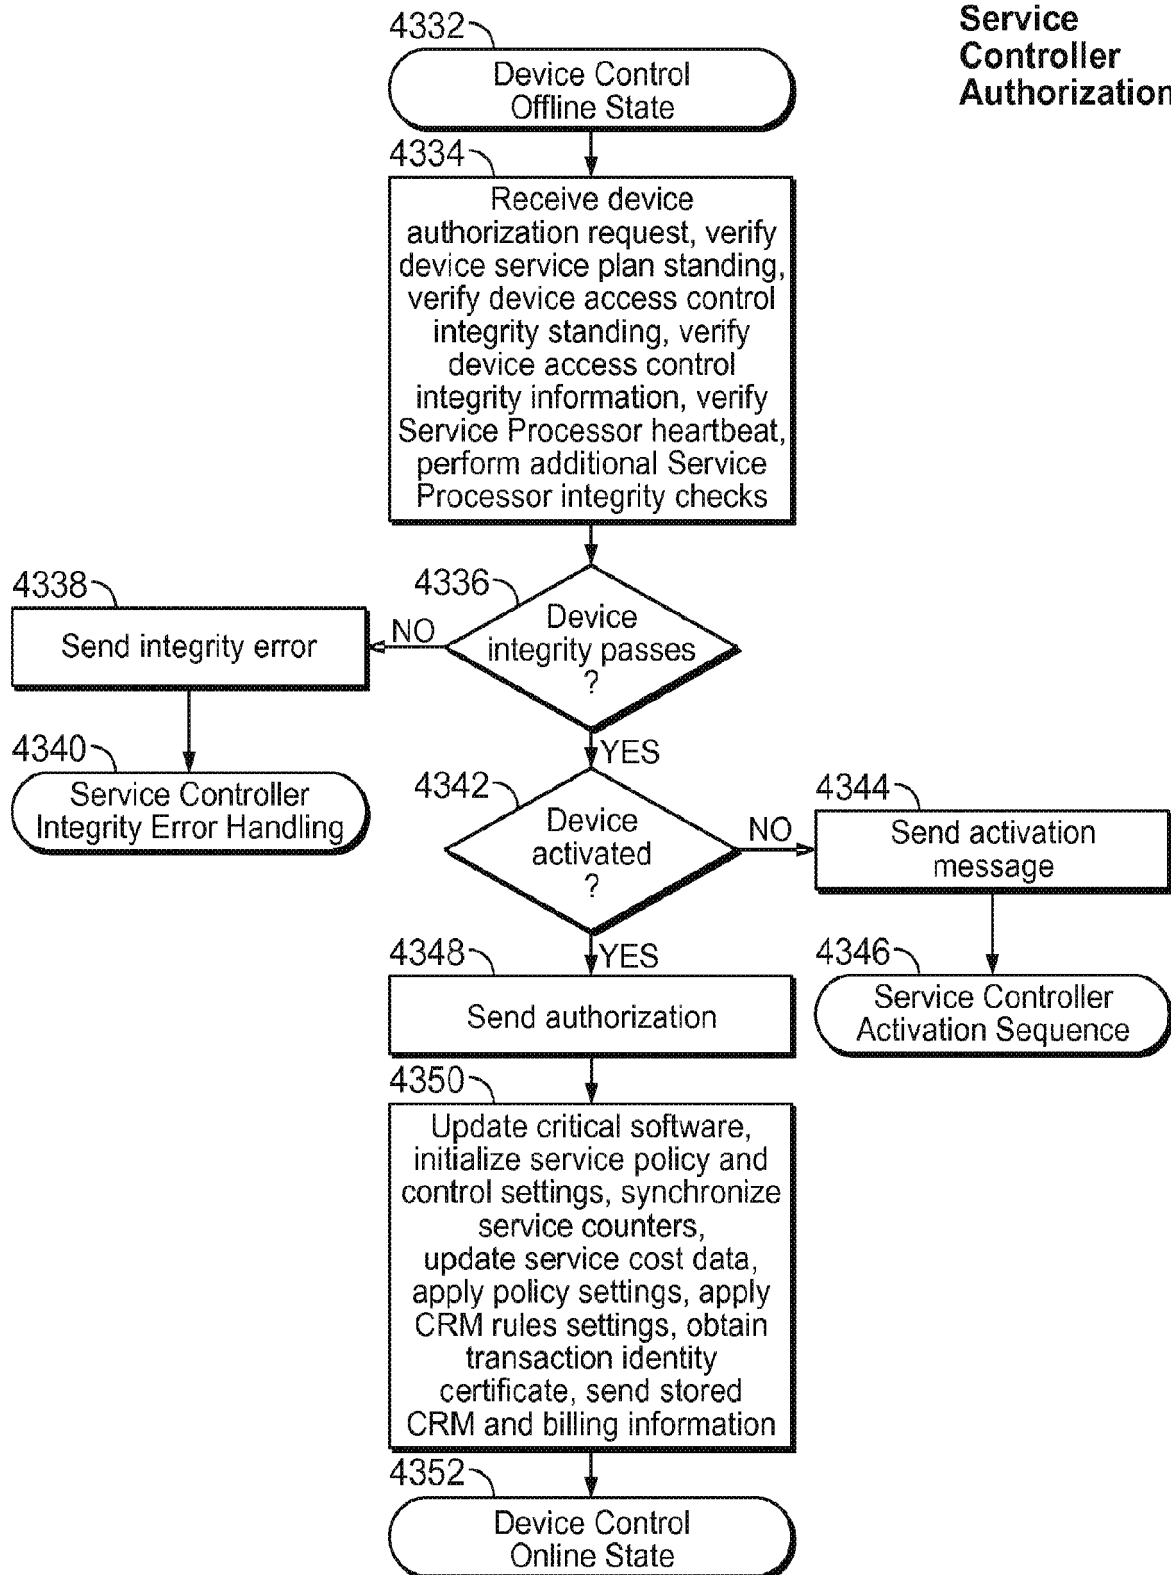 Service
Controller
Authorization
4332
Device Control
Offline State
4334
Receive device
authorization request, verify
device service plan standing,
verify device access control
integrity standing, verify
device access control
integrity information, verify
Service Processor heartbeat,
perform additional Service
Processor integrity checks
4336
Device
integrity passes
?
NO
4338
Send integrity error
4340
Service Controller
Integrity Error Handling
YES
4342
Device
activated
?
NO
4344
Send activation
message
4346
Service Controller
Activation Sequence
YES
4348
Send authorization
4350
Update critical software,
initialize service policy and
control settings, synchronize
service counters,
update service cost data,
apply policy settings, apply
CRM rules settings, obtain
transaction identity
certificate, send stored
CRM and billing information
4352
Device Control
Online State